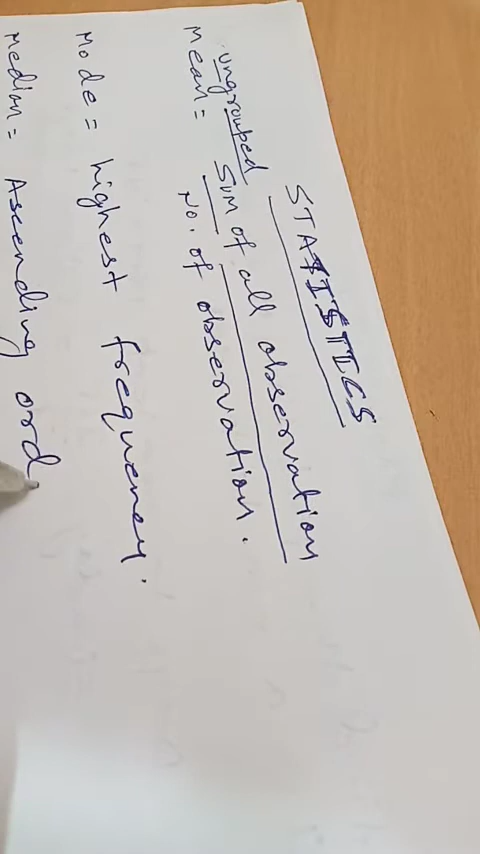 STATISTICS
ungrouped
Mean = Sum of all observation
No. of observation.
Mode = highest frequency.
Median = Ascending ord